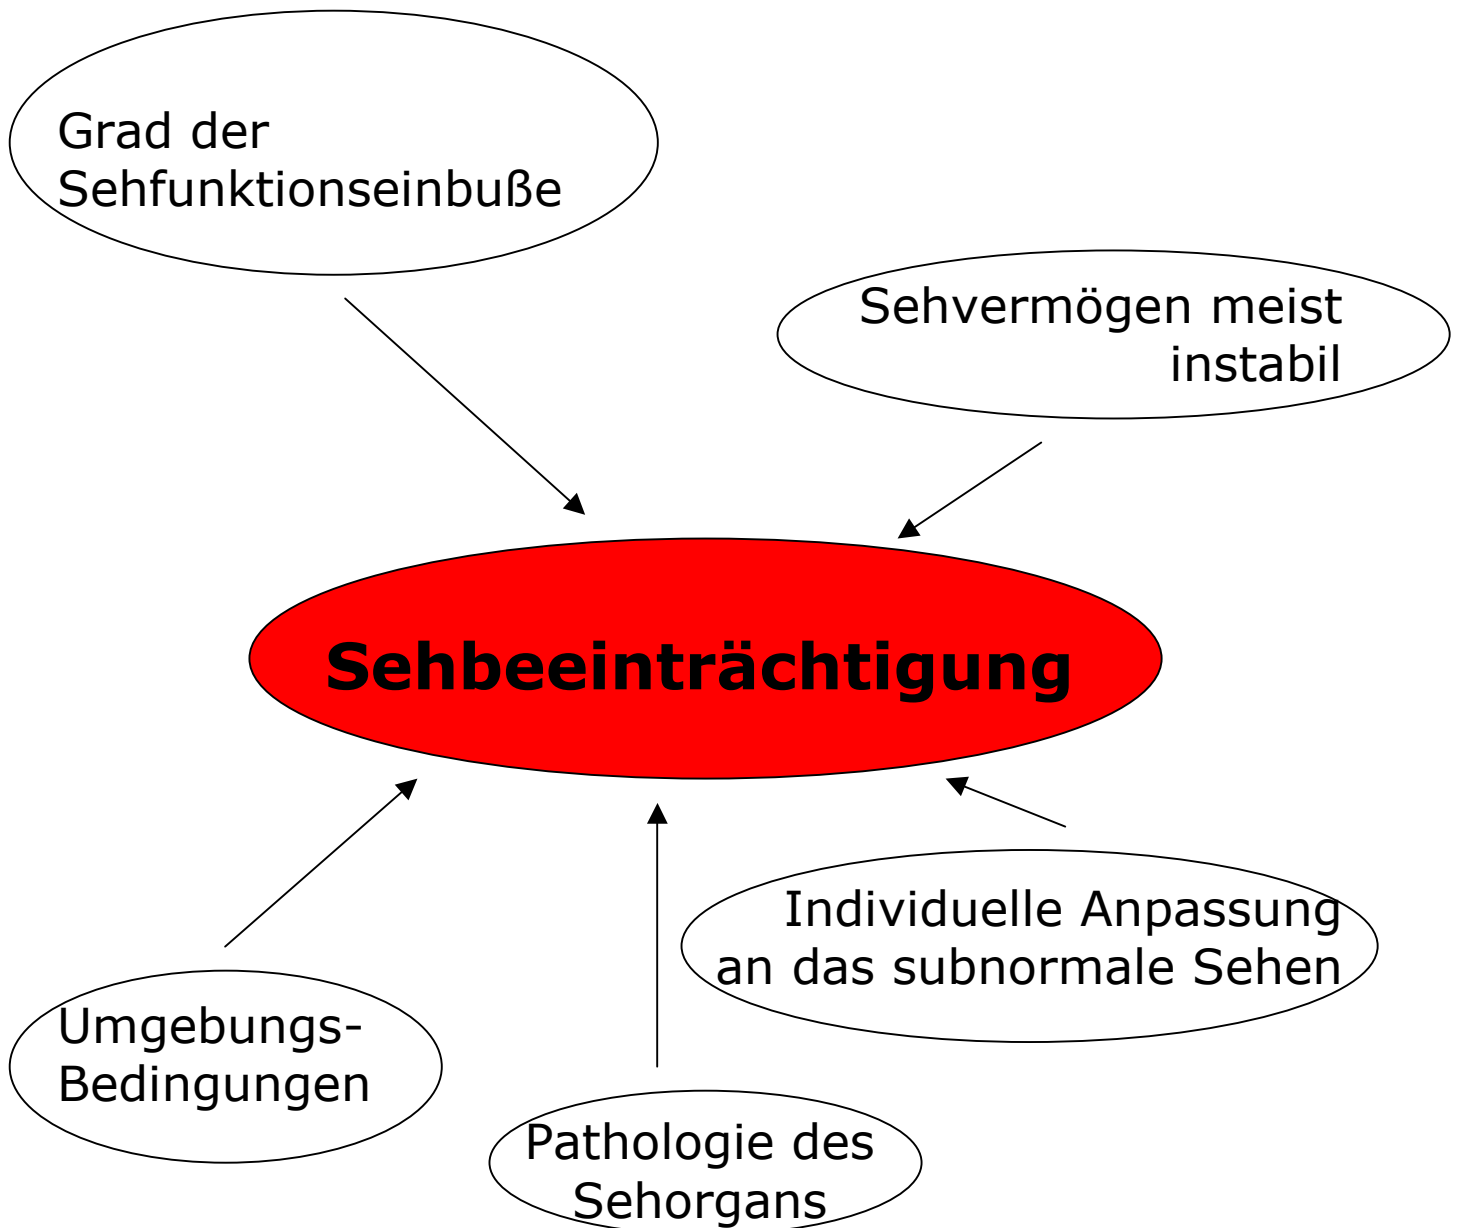 Grad der
Sehfunktionseinbuße
Sehvermögen meist
instabil
Sehbeeinträchtigung
Individuelle Anpassung
an das subnormale Sehen
Umgebungs-
Bedingungen
Pathologie des
Sehorgans